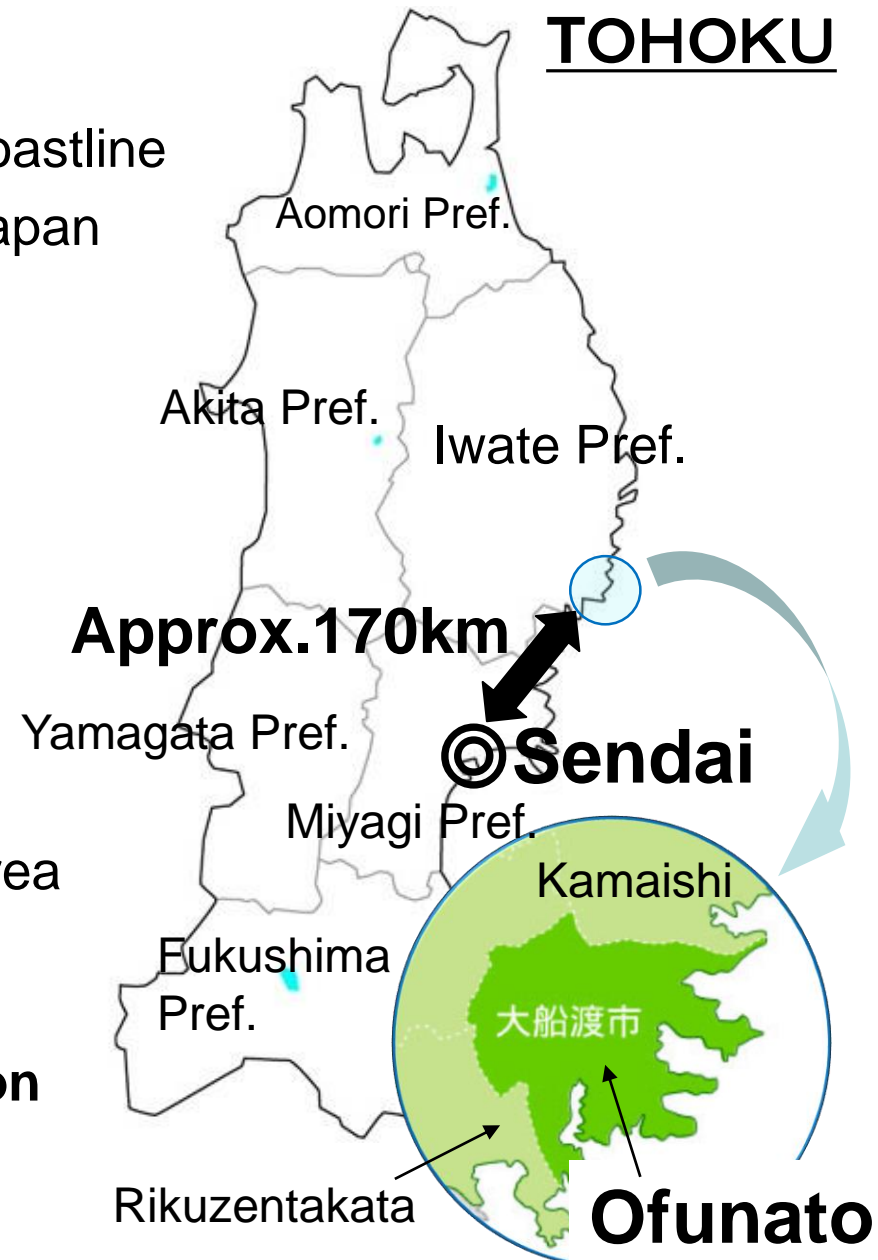 TOHOKU
oastline
apan
Aomori Pref.
Akita Pref.
Iwate Pref.
Approx.170km
Yamagata Pref.
Sendai
Miyagi Pref.
Kamaishi
Fukushima
Pref.
大船渡市
on
Rikuzentakata
Ofunato